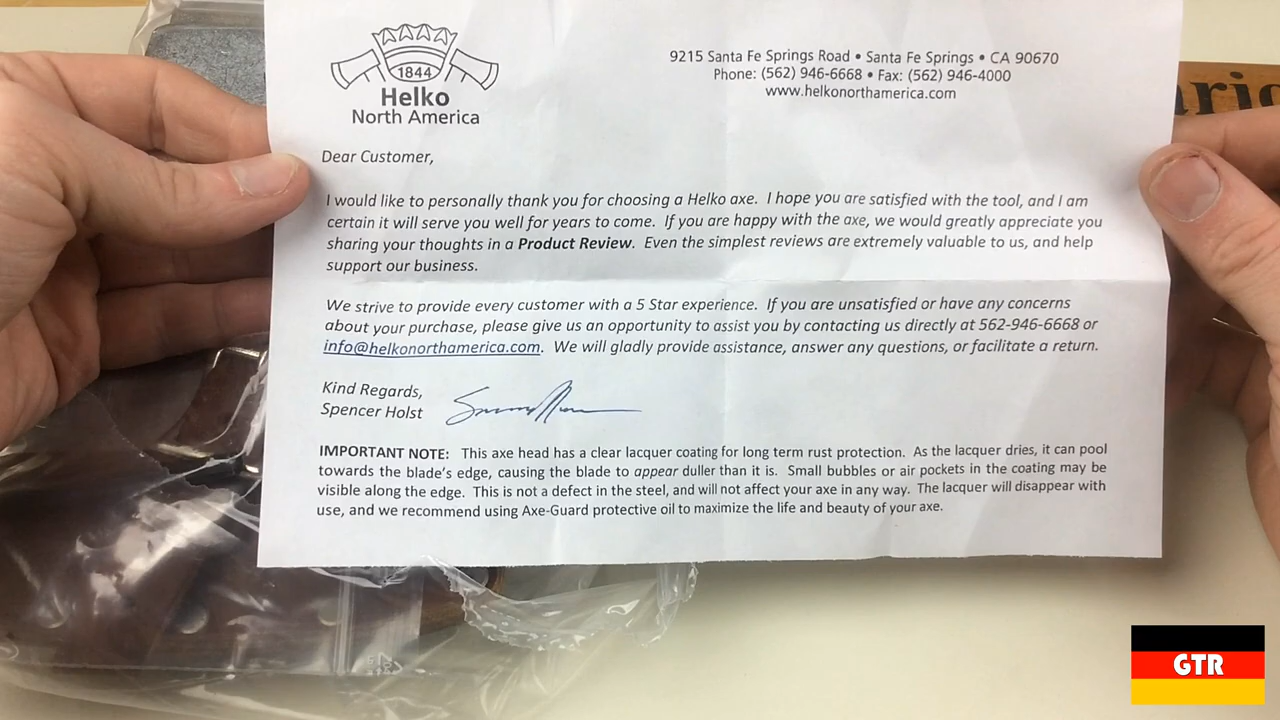 1844
Helko
North America
9215 Santa Fe Springs Road • Santa Fe Springs • CA 90670
Phone: (562) 946-6668 • Fax: (562) 946-4000
www.helkonorthamerica.com
Dear Customer,
I would like to personally thank you for choosing a Helko axe. I hope you are satisfied with the tool, and I am
certain it will serve you well for years to come. If you are happy with the axe, we would greatly appreciate you
sharing your thoughts in a Product Review. Even the simplest reviews are extremely valuable to us, and help
support our business.
We strive to provide every customer with a 5 Star experience. If you are unsatisfied or have any concerns
about your purchase, please give us an opportunity to assist you by contacting us directly at 562-946-6668 or
info@helkonorthamerica.com. We will gladly provide assistance, answer any questions, or facilitate a return.
Kind Regards,
Spencer Holst
IMPORTANT NOTE: This axe head has a clear lacquer coating for long term rust protection. As the lacquer dries, it can pool
towards the blade's edge, causing the blade to appear duller than it is. Small bubbles or air pockets in the coating may be
visible along the edge. This is not a defect in the steel, and will not affect your axe in any way. The lacquer will disappear with
use, and we recommend using Axe-Guard protective oil to maximize the life and beauty of your axe.
GTR